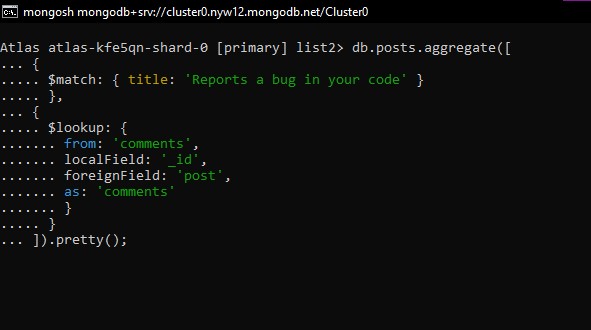 mongosh mongodb+srv://cluster0.nyw12.mongodb.net/Cluster0
Atlas atlas-kfe5qn-shard-0 [primary] list2> db.posts.aggregate([
... {
..... $match: { title: 'Reports a bug in your code' }
..... },
... {
..... $lookup: {
....... from: 'comments',
....... localField: '_id',
....... foreignField: 'post',
....... as: 'comments'
....... }
..... }
... ]).pretty();